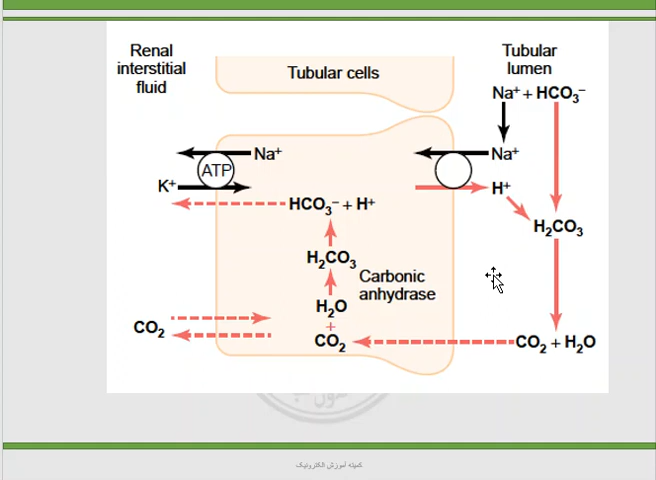 Renal
interstitial
fluid
Tubular cells
Tubular
lumen
Na⁺ + HCO₃⁻
Na⁺
ATP
Na⁺
K⁺
H⁺
HCO₃⁻ + H⁺
H₂CO₃
H₂CO₃
Carbonic
anhydrase
H₂O
+
CO₂
CO₂
CO₂ + H₂O
کمیته آموزش الکترونیک